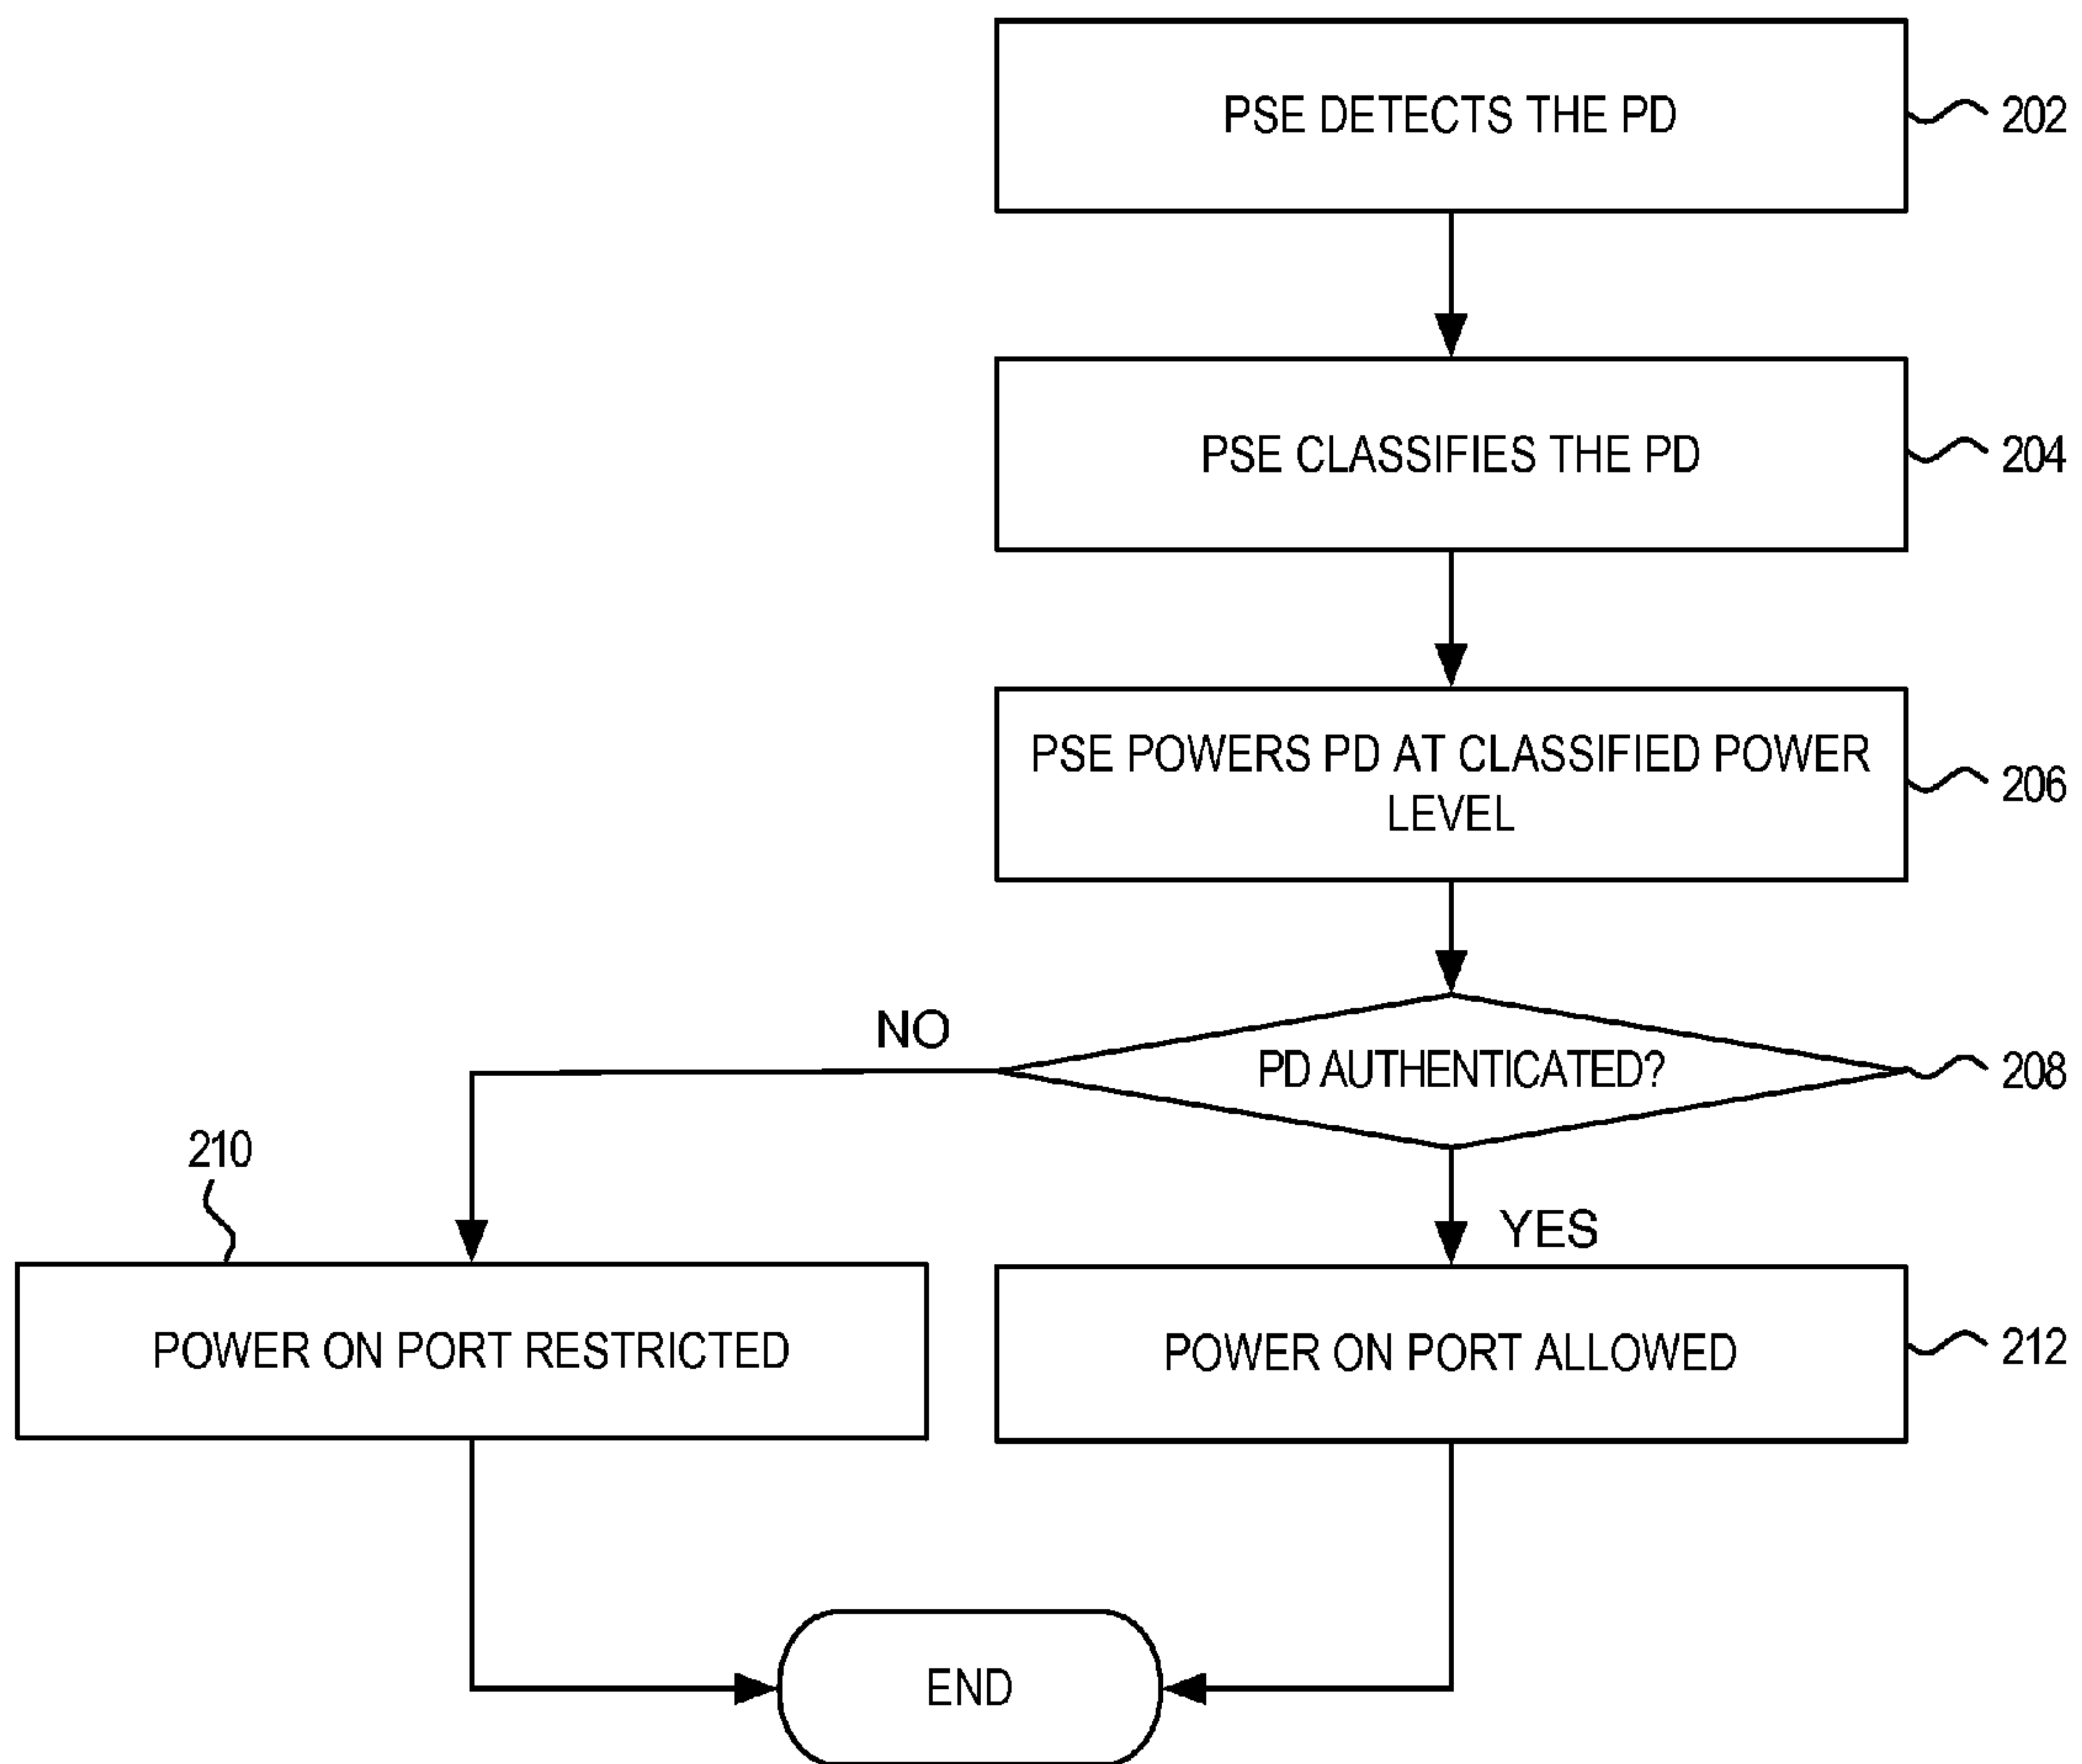 PSE DETECTS THE PD
202
PSE CLASSIFIES THE PD
204
PSE POWERS PD AT CLASSIFIED POWER
LEVEL
206
NO
PD AUTHENTICATED?
208
210
YES
POWER ON PORT RESTRICTED
POWER ON PORT ALLOWED
212
END